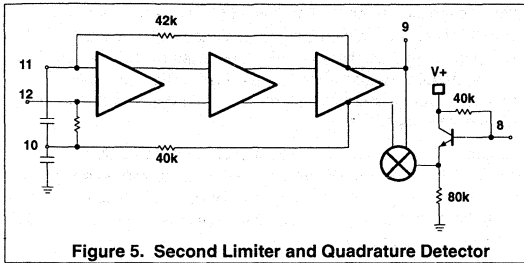 42k
9
11
V+
12
40k
8
10
40k
80k
Figure 5. Second Limiter and Quadrature Detector